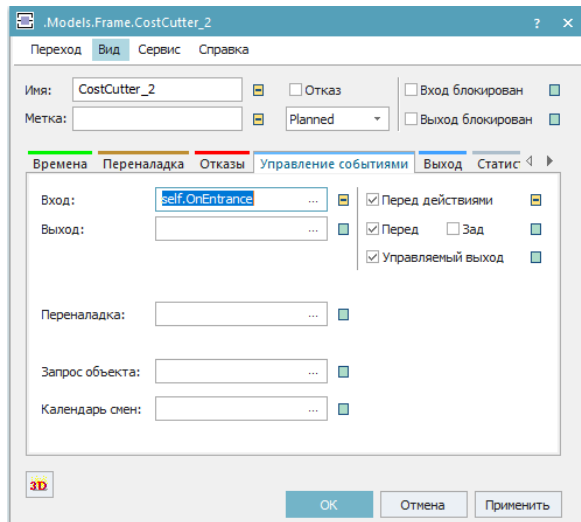 .Models.Frame.CostCutter_2 ? ×
Переход Вид Сервис Справка
Имя: CostCutter_2 Отказ Вход блокирован
Метка: Planned Выход блокирован
Времена Переналадка Отказы Управление событиями Выход Статис
Вход: self.OnEntrance ... Перед действиями
Выход: ... Перед Зад
Управляемый выход
Переналадка: ...
Запрос объекта: ...
Календарь смен: ...
3D
OK Отмена Применить